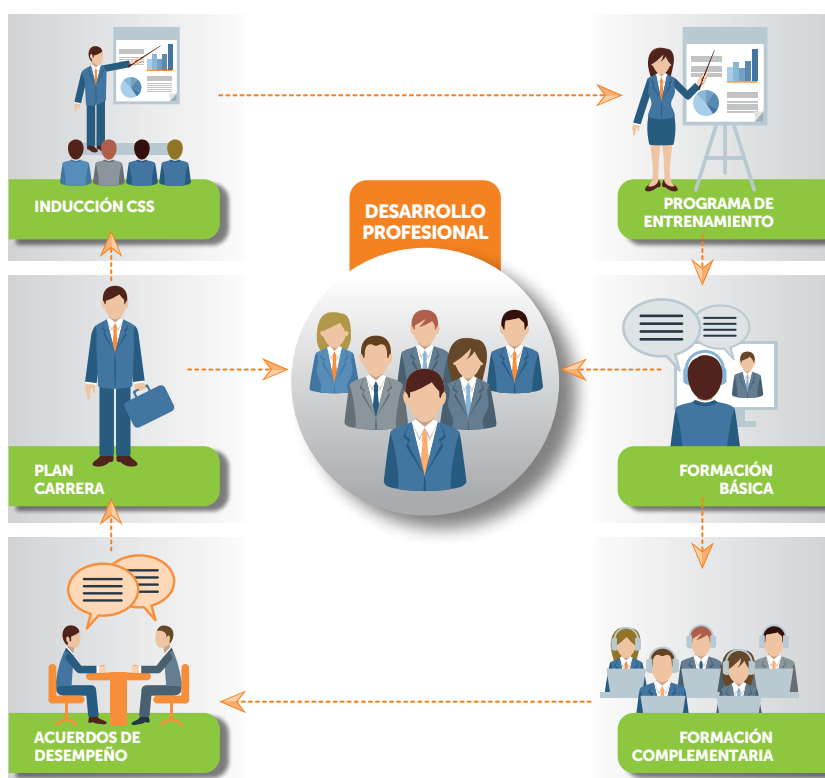 INDUCCIÓN CSS
PROGRAMA DE
ENTRENAMIENTO
DESARROLLO
PROFESIONAL
PLAN
CARRERA
FORMACIÓN
BÁSICA
ACUERDOS DE
DESEMPEÑO
FORMACIÓN
COMPLEMENTARIA